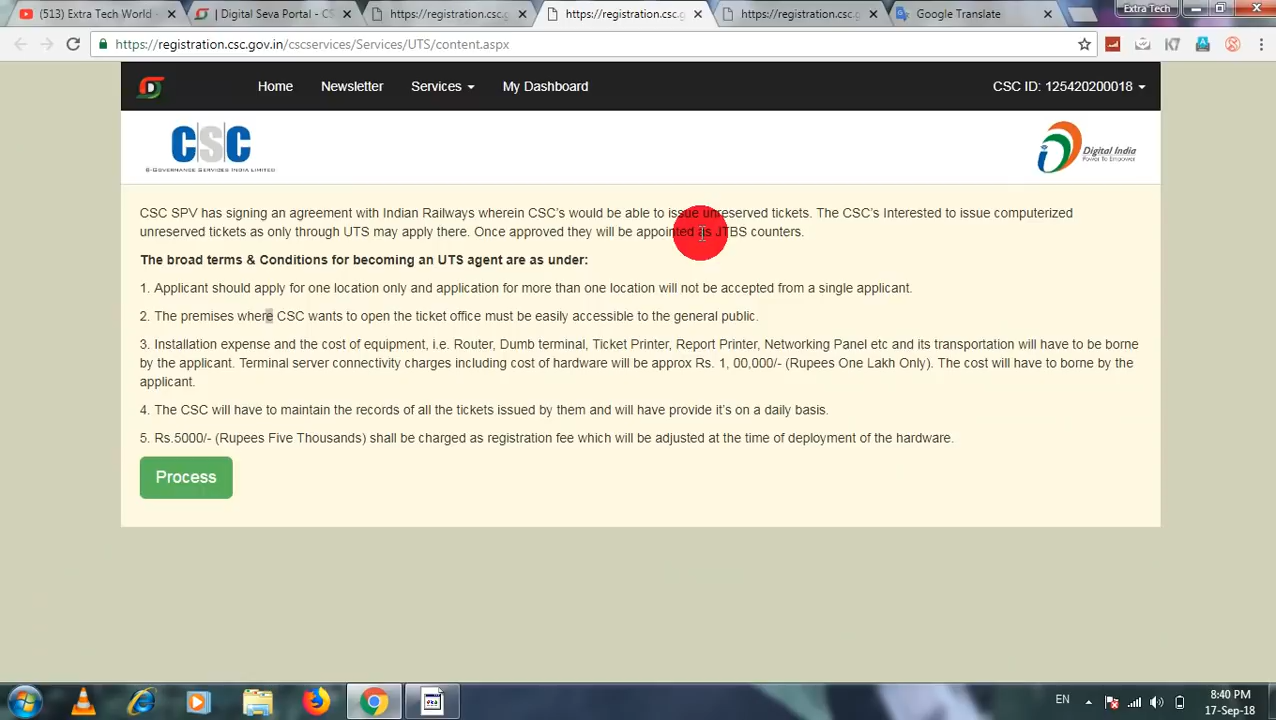 (513) Extra Tech World -
| Digital Seva Portal - CS
https://registration.csc.g
https://registration.csc.g
https://registration.csc.g
Google Translate
Extra Tech
https://registration.csc.gov.in/cscservices/Services/UTS/content.aspx
Home
Newsletter
Services
My Dashboard
CSC ID: 125420200018
CSC
E-GOVERNANCE SERVICES INDIA LIMITED
Digital India
Power To Empower
CSC SPV has signing an agreement with Indian Railways wherein CSC's would be able to issue unreserved tickets. The CSC's Interested to issue computerized
unreserved tickets as only through UTS may apply there. Once approved they will be appointed as JTBS counters.
The broad terms & Conditions for becoming an UTS agent are as under:
1. Applicant should apply for one location only and application for more than one location will not be accepted from a single applicant.
2. The premises where CSC wants to open the ticket office must be easily accessible to the general public.
3. Installation expense and the cost of equipment, i.e. Router, Dumb terminal, Ticket Printer, Report Printer, Networking Panel etc and its transportation will have to be borne
by the applicant. Terminal server connectivity charges including cost of hardware will be approx Rs. 1, 00,000/- (Rupees One Lakh Only). The cost will have to borne by the
applicant.
4. The CSC will have to maintain the records of all the tickets issued by them and will have provide it's on a daily basis.
5. Rs.5000/- (Rupees Five Thousands) shall be charged as registration fee which will be adjusted at the time of deployment of the hardware.
Process
EN
8:40 PM
17-Sep-18